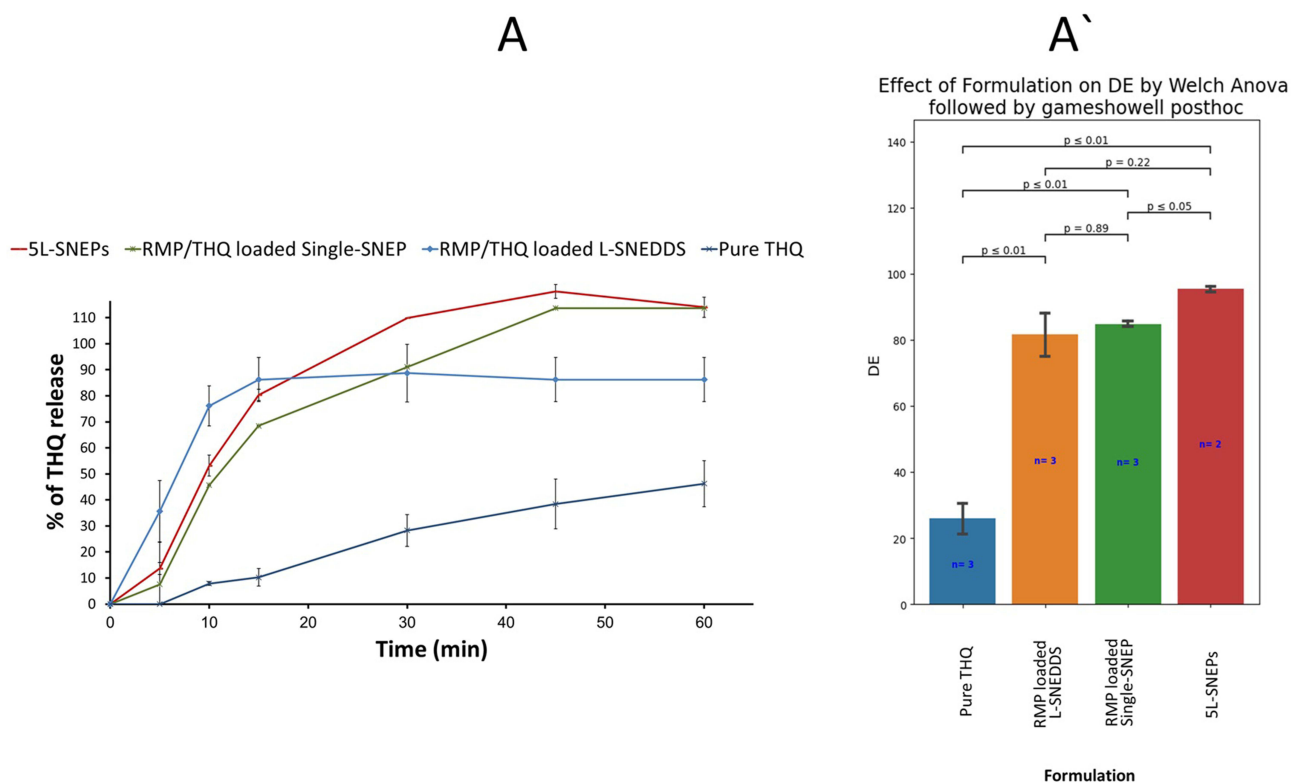 A
A`
Effect of Formulation on DE by Welch Anova
followed by gameshowell posthoc
5L-SNEPs RMP/THQ loaded Single-SNEP RMP/THQ loaded L-SNEDDS Pure THQ
% of THQ release
110
100
90
80
70
60
50
40
30
20
10
0
0 10 20 30 40 50 60
Time (min)
DE
140
120
100
80
60
40
20
0
p ≤ 0.01
p = 0.22
p ≤ 0.01
p ≤ 0.05
p = 0.89
p ≤ 0.01
n= 3
n= 3
n= 3
n= 2
Pure THQ
RMP loaded
L-SNEDDS
RMP loaded
Single-SNEP
5L-SNEPs
Formulation